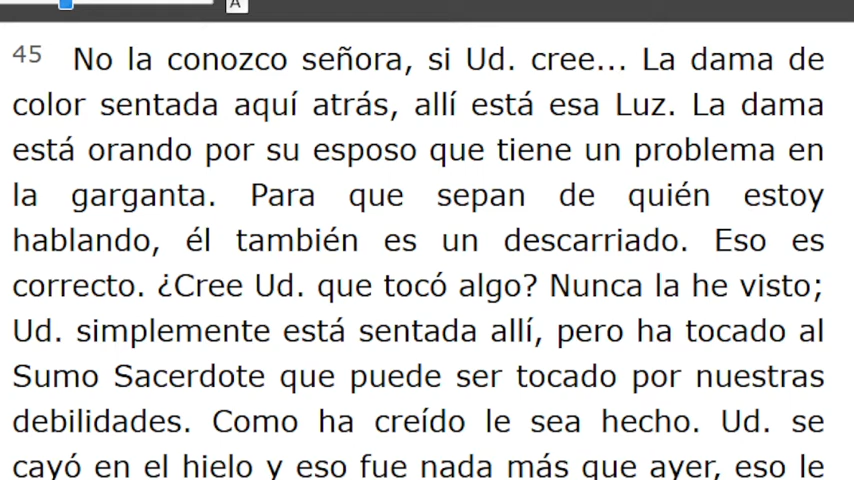 A
45 No la conozco señora, si Ud. cree... La dama de
color sentada aquí atrás, allí está esa Luz. La dama
está orando por su esposo que tiene un problema en
la garganta. Para que sepan de quién estoy
hablando, él también es un descarriado. Eso es
correcto. ¿Cree Ud. que tocó algo? Nunca la he visto;
Ud. simplemente está sentada allí, pero ha tocado al
Sumo Sacerdote que puede ser tocado por nuestras
debilidades. Como ha creído le sea hecho. Ud. se
cayó en el hielo y eso fue nada más que ayer, eso le